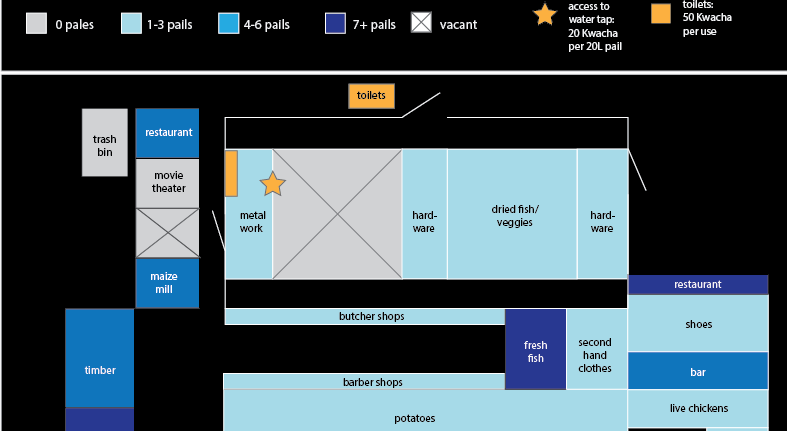 0 pales
1-3 pails
4-6 pails
7+ pails
vacant
access to
water tap:
20 Kwacha
per 20L pail
toilets:
50 Kwacha
per use
toilets
trash
bin
restaurant
movie
theater
maize
mill
metal
work
hard-
ware
dried fish/
veggies
hard-
ware
restaurant
shoes
bar
live chickens
butcher shops
fresh
fish
second
hand
clothes
timber
barber shops
potatoes